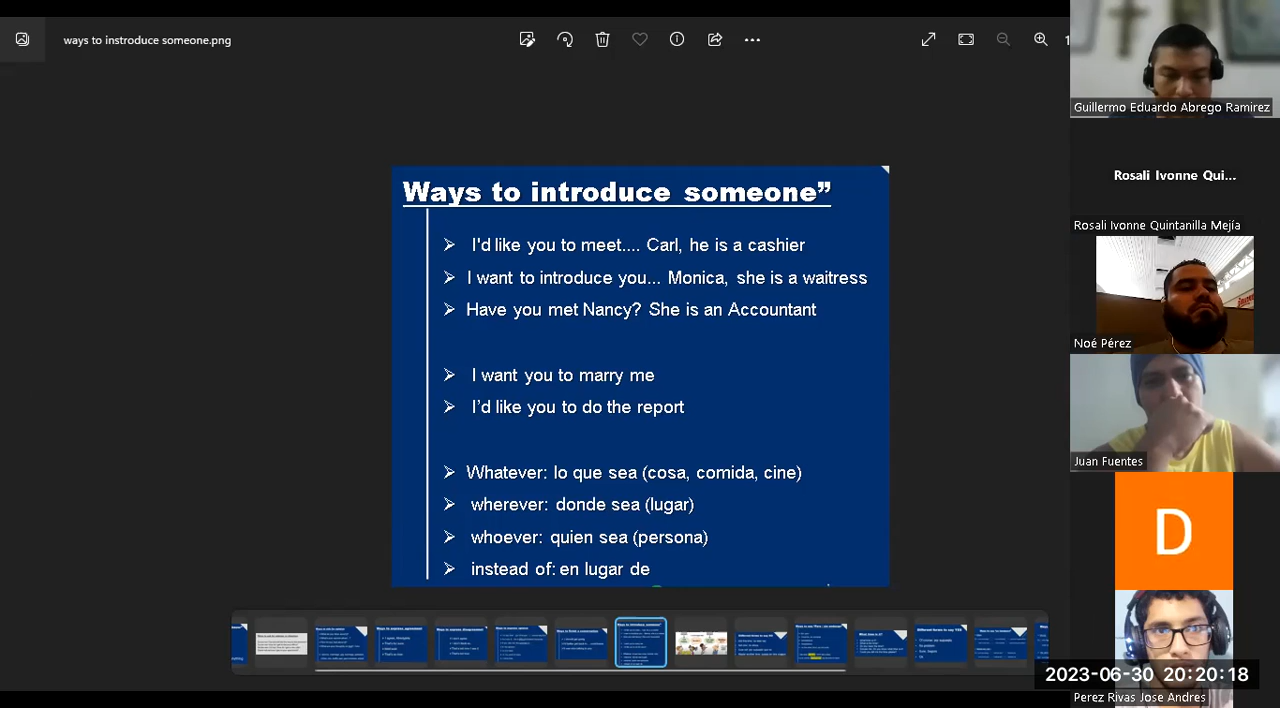 ways to instroduce someone.png
1
Ways to introduce someone”
I'd like you to meet.... Carl, he is a cashier
I want to introduce you... Monica, she is a waitress
Have you met Nancy? She is an Accountant
I want you to marry me
I’d like you to do the report
Whatever: lo que sea (cosa, comida, cine)
wherever: donde sea (lugar)
whoever: quien sea (persona)
instead of: en lugar de
Guillermo Eduardo Abrego Ramirez
Rosali Ivonne Qui...
Rosali Ivonne Quintanilla Mejía
Noé Pérez
Juan Fuentes
D
2023-06-30 20:20:18
Perez Rivas Jose Andres